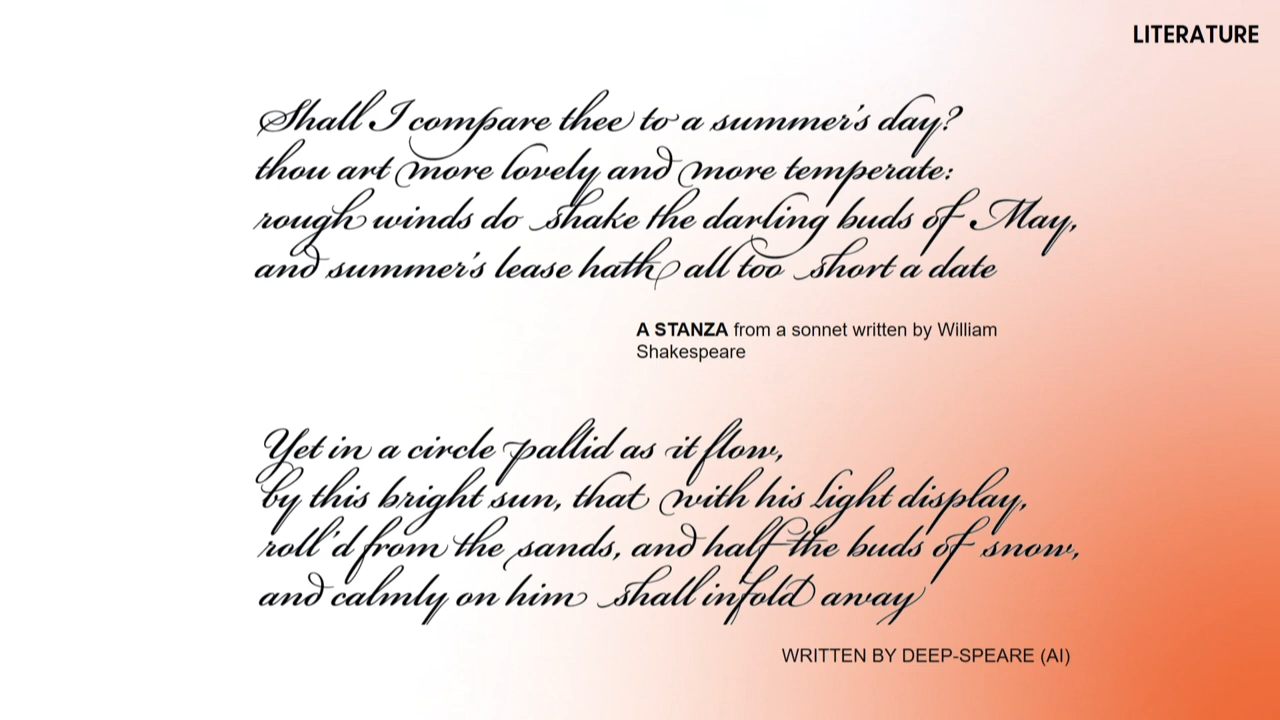 LITERATURE
Shall I compare thee to a summer's day?
thou art more lovely and more temperate:
rough winds do shake the darling buds of May,
and summer's lease hath all too short a date
A STANZA from a sonnet written by William
Shakespeare
Yet in a circle pallid as it flow,
by this bright sun, that with his light display,
roll'd from the sands, and half the buds of snow,
and calmly on him shall infold away
WRITTEN BY DEEP-SPEARE (AI)